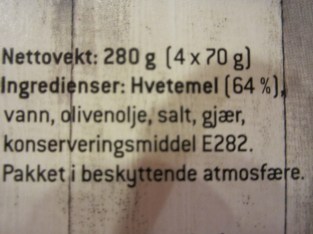 Nettovekt: 280 g (4 x 70 g)
Ingredienser: Hvetemel (64 %),
vann, olivenolje, salt, gjær,
konserveringsmiddel E282.
Pakket i beskyttende atmosfære.